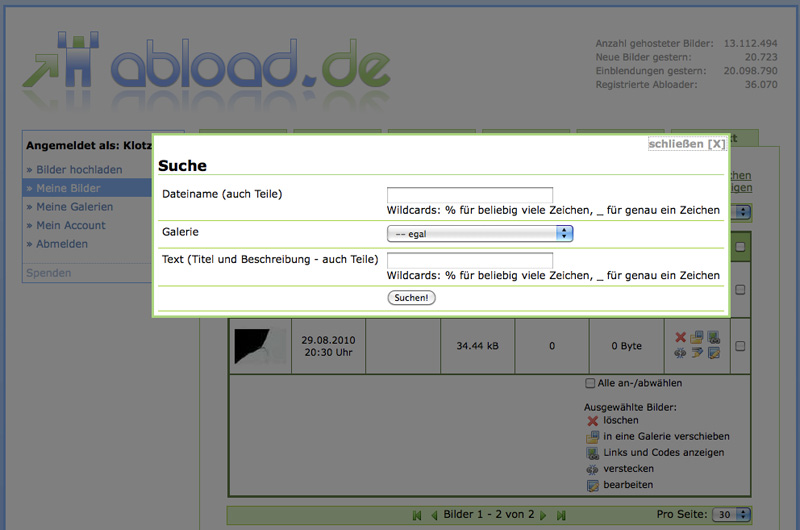 abload.de
Anzahl gehosteter Bilder: 13.112.494
Neue Bilder gestern: 20.723
Einblendungen gestern: 20.098.790
Registrierte Abloader: 36.070
Angemeldet als: Klotz
» Bilder hochladen
» Meine Bilder
» Meine Galerien
» Mein Account
» Abmelden
Spenden
schließen [X]
Suche
Dateiname (auch Teile)
Wildcards: % für beliebig viele Zeichen, _ für genau ein Zeichen
Galerie
-- egal
Text (Titel und Beschreibung - auch Teile)
Wildcards: % für beliebig viele Zeichen, _ für genau ein Zeichen
Suchen!
29.08.2010
20:30 Uhr
34.44 kB
0
0 Byte
Alle an-/abwählen
Ausgewählte Bilder:
löschen
in eine Galerie verschieben
Links und Codes anzeigen
verstecken
bearbeiten
Bilder 1 - 2 von 2
Pro Seite: 30